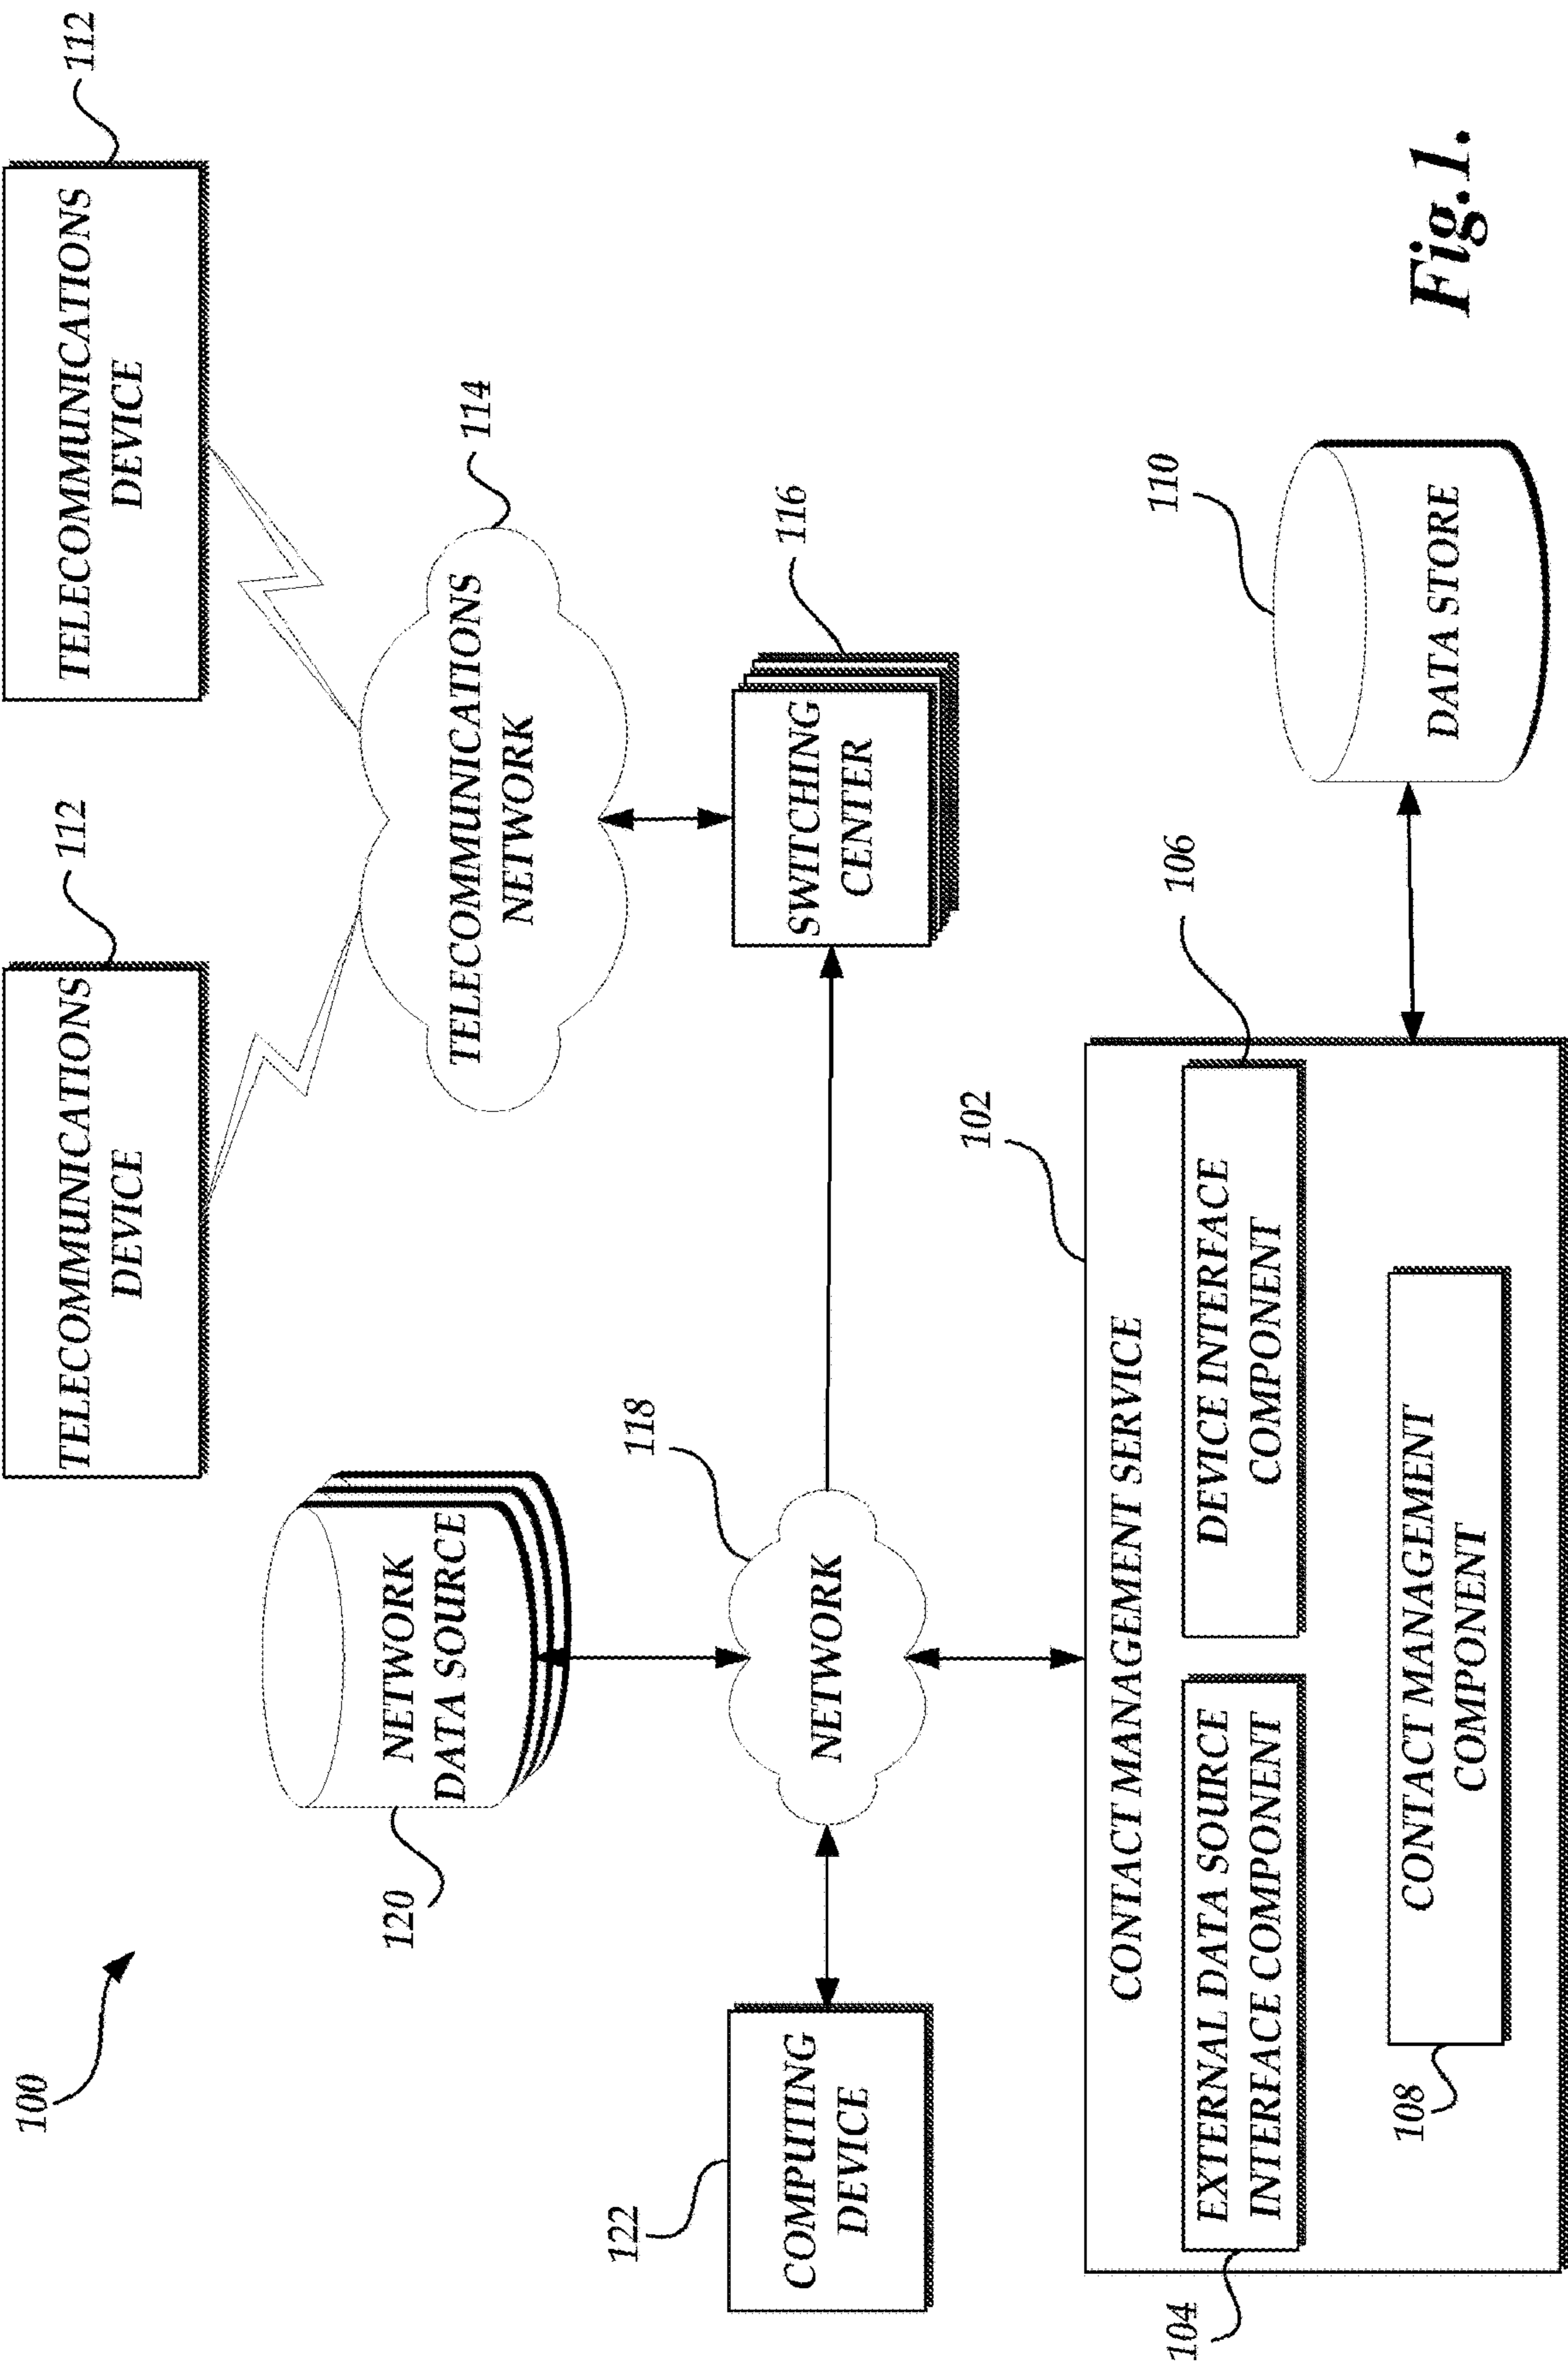 100
112
112
TELECOMMUNICATIONS
DEVICE
TELECOMMUNICATIONS
DEVICE
120
NETWORK
DATA SOURCE
114
TELECOMMUNICATIONS
NETWORK
122
118
116
COMPUTING
DEVICE
NETWORK
SWITCHING
CENTER
102
CONTACT MANAGEMENT SERVICE
104
EXTERNAL DATA SOURCE
INTERFACE COMPONENT
DEVICE INTERFACE
COMPONENT
106
110
108
CONTACT MANAGEMENT
COMPONENT
DATA STORE
Fig.1.